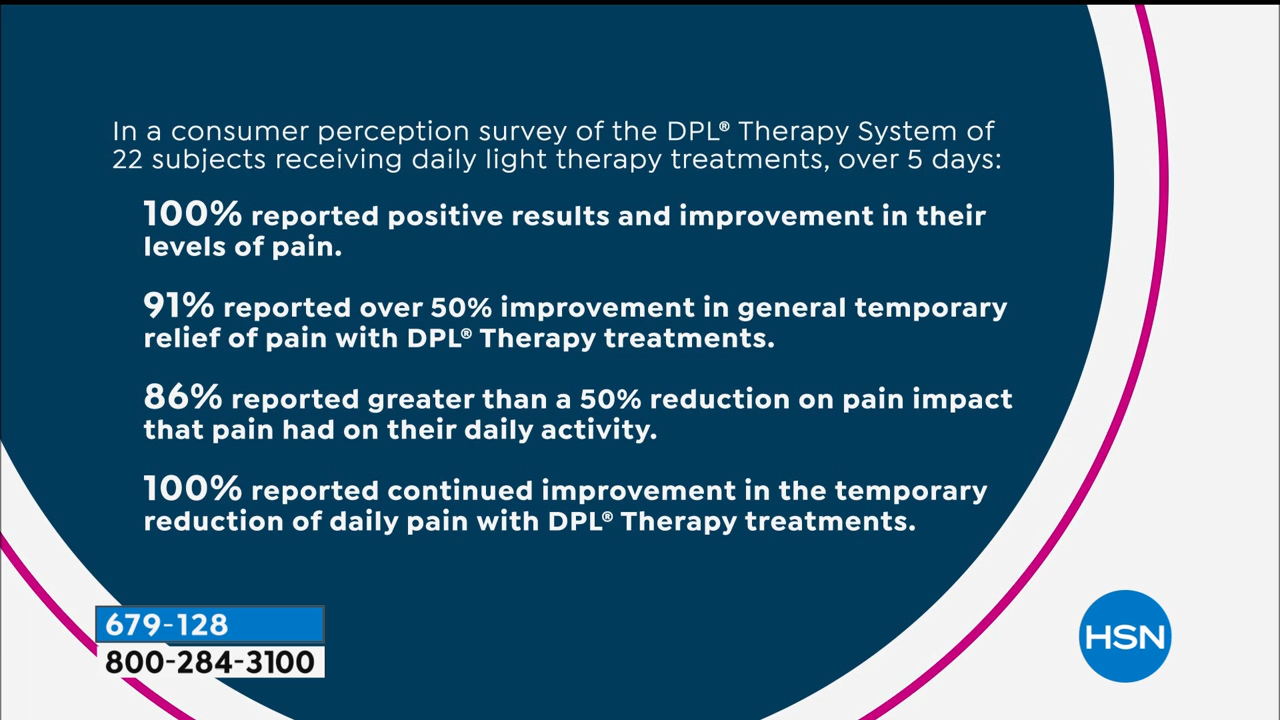 In a consumer perception survey of the DPL® Therapy System of
22 subjects receiving daily light therapy treatments, over 5 days:
100% reported positive results and improvement in their
levels of pain.
91% reported over 50% improvement in general temporary
relief of pain with DPL® Therapy treatments.
86% reported greater than a 50% reduction on pain impact
that pain had on their daily activity.
100% reported continued improvement in the temporary
reduction of daily pain with DPL® Therapy treatments.
679-128
800-284-3100
HSN